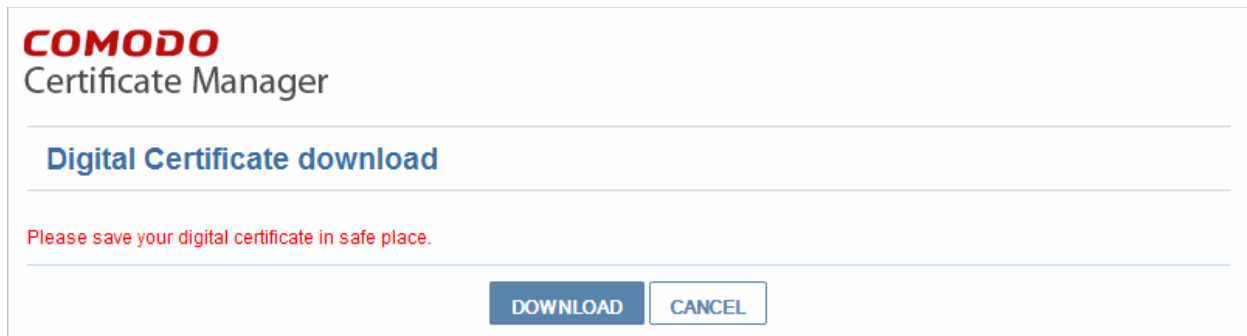 COMODO
Certificate Manager
Digital Certificate download
Please save your digital certificate in safe place.
DOWNLOAD CANCEL